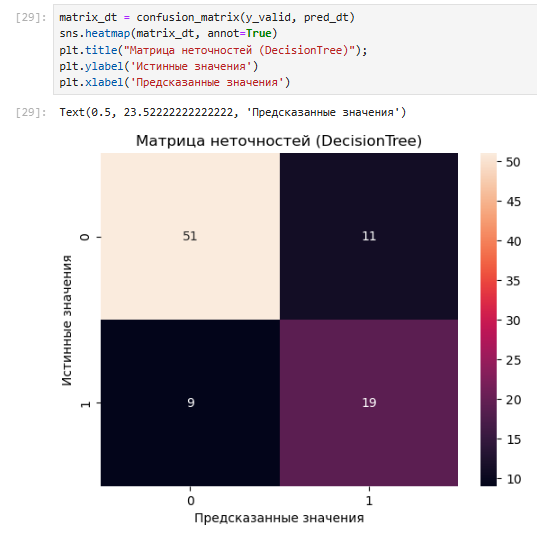 [29]: matrix_dt = confusion_matrix(y_valid, pred_dt)
sns.heatmap(matrix_dt, annot=True)
plt.title("Матрица неточностей (DecisionTree)");
plt.ylabel('Истинные значения')
plt.xlabel('Предсказанные значения')
[29]: Text(0.5, 23.52222222222222, 'Предсказанные значения')
Матрица неточностей (DecisionTree)
50
51
11
0
45
40
35
30
Истинные значения
25
20
9
19
1
15
10
0
1
Предсказанные значения